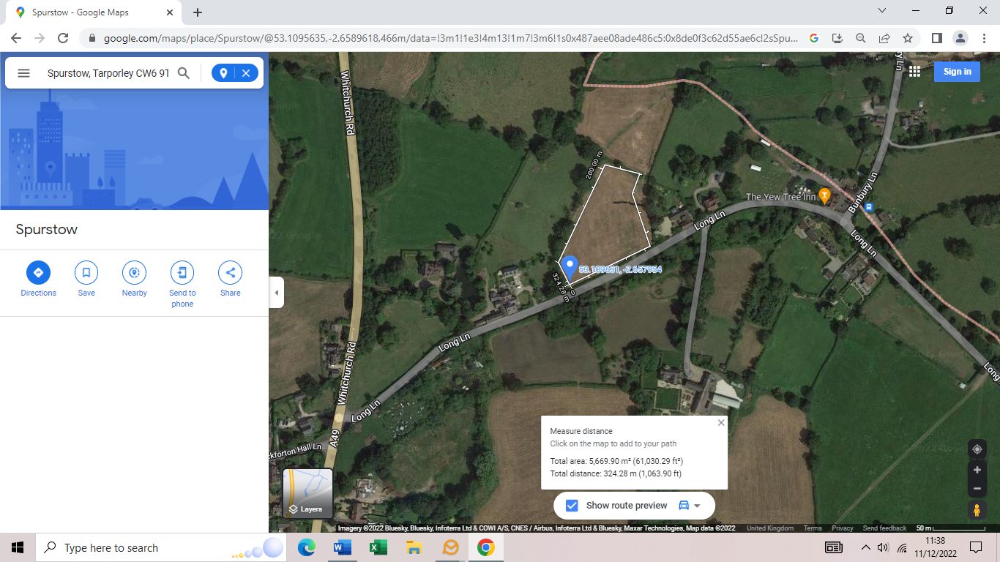 Spurstow - Google Maps
google.com/maps/place/Spurstow/@53.1095635,-2.6589618,466m/data=!3m1!1e3!4m13!1m7!3m6!1s0x487aee08ade486c5:0x8de0f3c62d55ae6c!2sSpu...
Spurstow, Tarporley CW6 9T
Sign in
Spurstow
Directions
Save
Nearby
Send to
phone
Share
Whitchurch Rd
200.00 m
ry Ln
The Yew Tree Inn
Bunbury Ln
Long Ln
Long Ln
53.109631, -2.657954
324.28 m
0
Long Ln
Whitchurch Rd
Long Ln
Long
A49
ckforton Hall Ln
Layers
Measure distance
Click on the map to add to your path
Total area: 5,669.90 m² (61,030.29 ft²)
Total distance: 324.28 m (1,063.90 ft)
Show route preview
Imagery ©2022 Bluesky, Bluesky, Infoterra Ltd & COWI A/S, CNES / Airbus, Infoterra Ltd & Bluesky, Maxar Technologies, Map data ©2022
United Kingdom
Terms
Privacy
Send feedback
50 m
Type here to search
11:38
11/12/2022